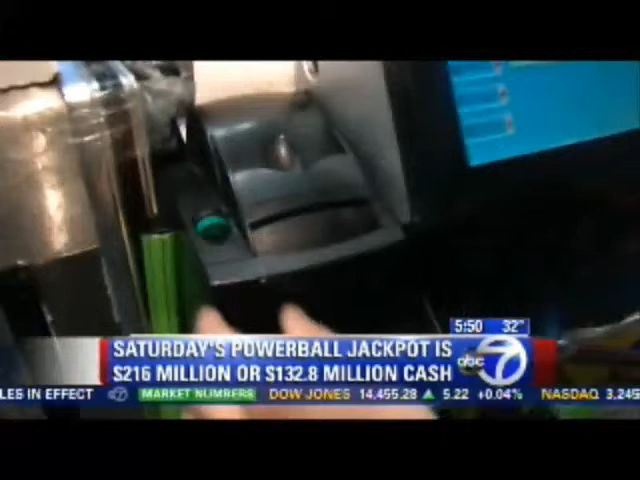 5:50 32°
SATURDAY'S POWERBALL JACKPOT IS
$216 MILLION OR $132.8 MILLION CASH
abc 7
LES IN EFFECT 7 MARKET NUMBERS DOW JONES 14,455.28 ▲ 5.22 +0.04% NASDAQ 3,245